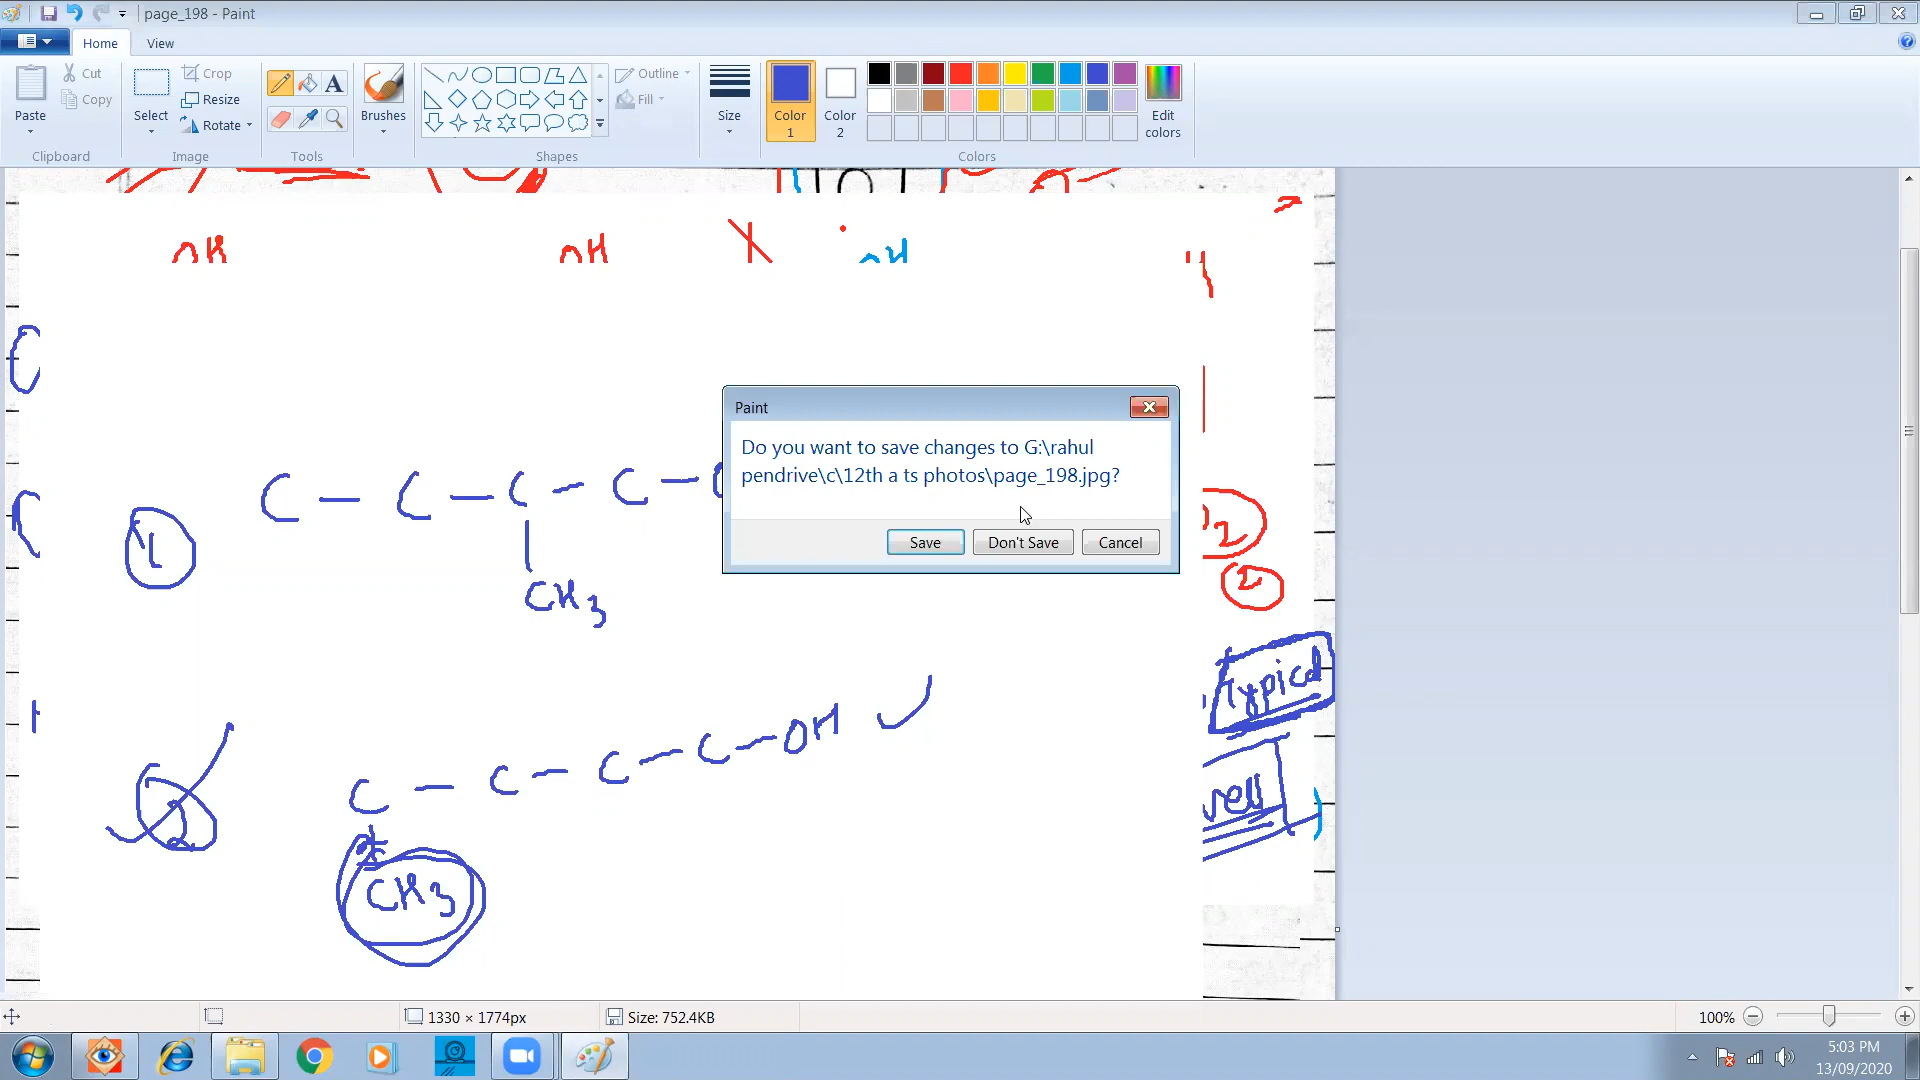 page_198 - Paint
Home View
Paste
Cut
Copy
Clipboard
Select
Crop
Resize
Rotate
Image
A
Tools
Brushes
Shapes
Outline
Fill
Size
Color 1
Color 2
Edit colors
Colors
Paint
Do you want to save changes to G:\rahul
pendrive\c\12th a ts photos\page_198.jpg?
Save Don't Save Cancel
1
C — C — C — C —
CH3
2
2
Typical
C — C — C — C — OH
CH3
1330 × 1774px
Size: 752.4KB
100%
5:03 PM
13/09/2020